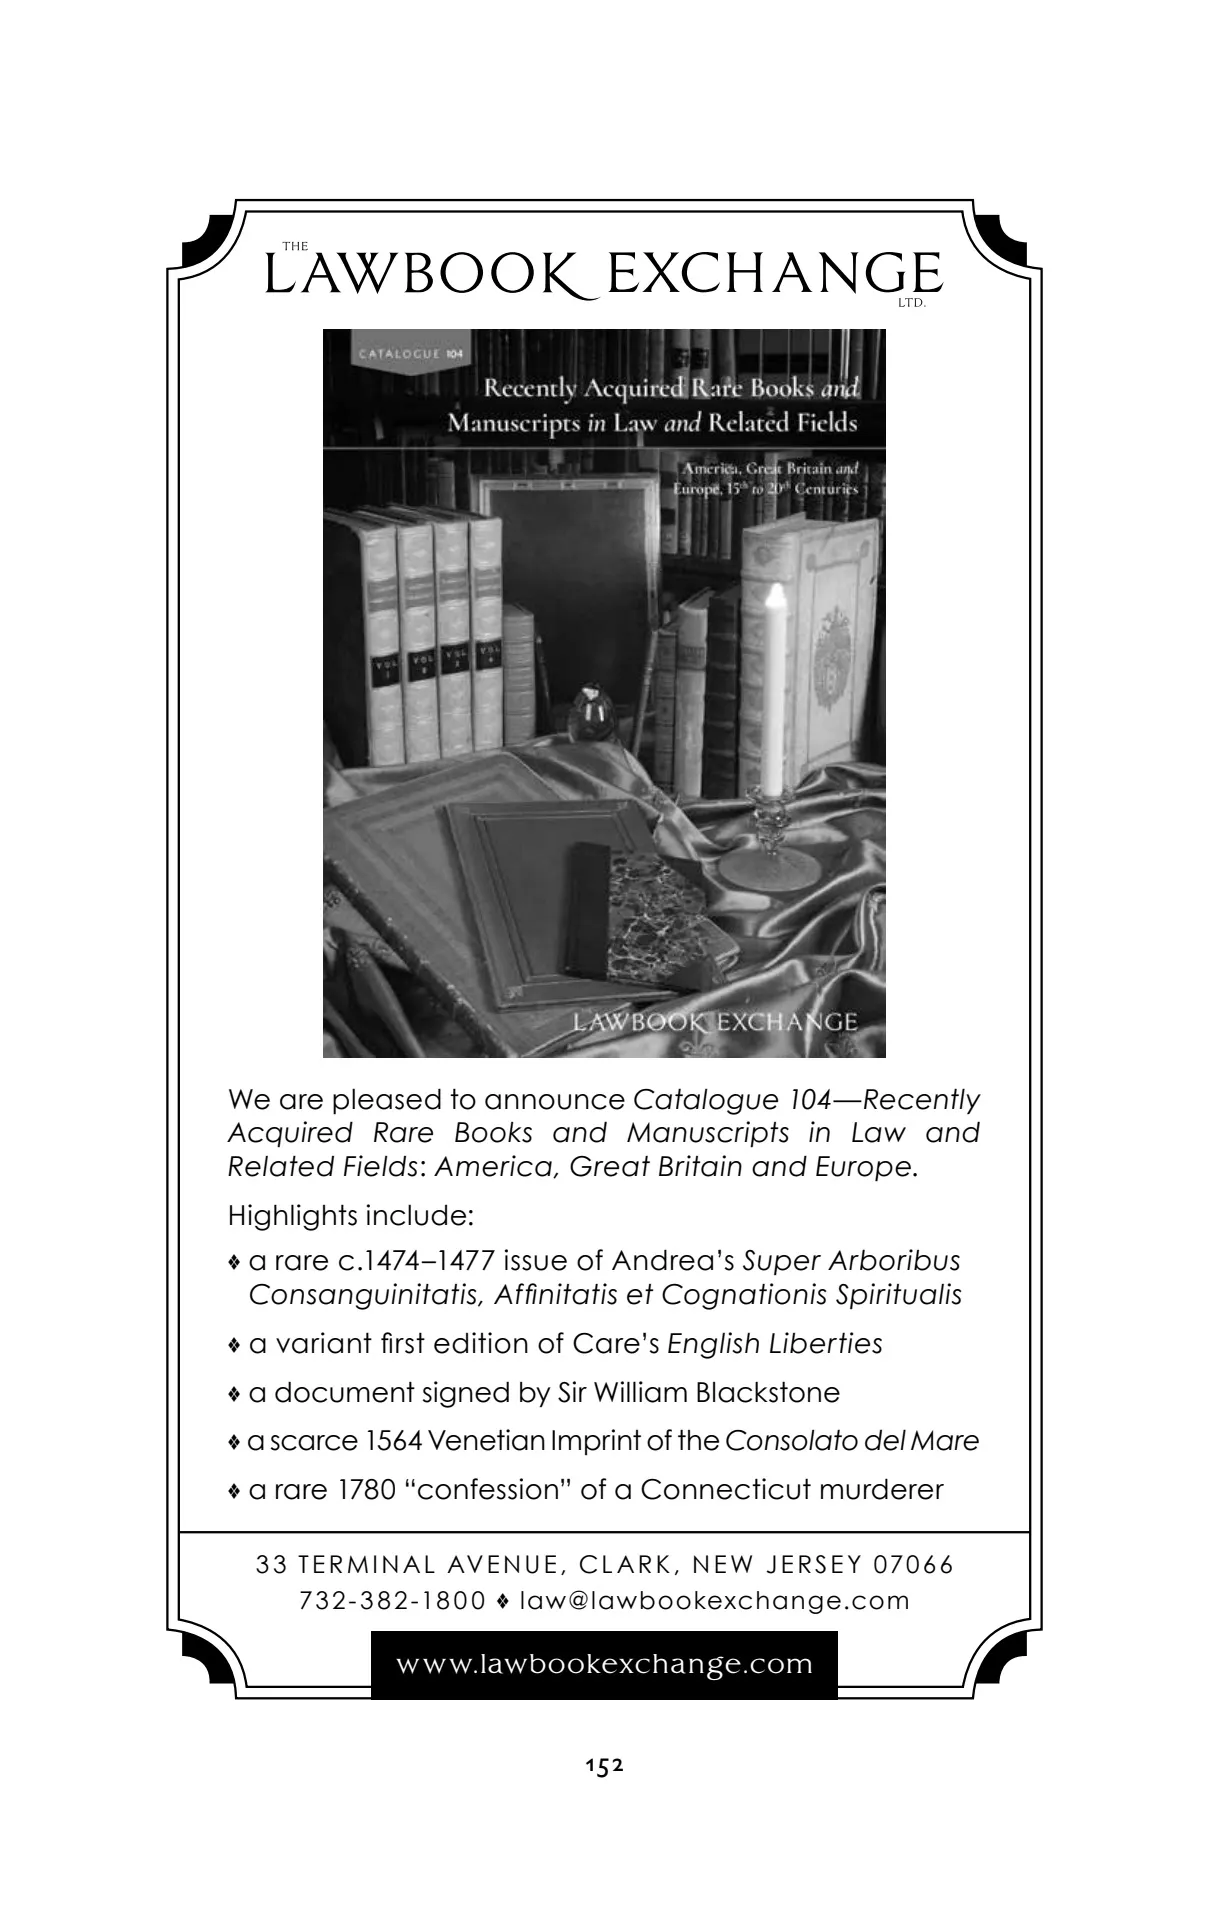 THE
LAWBOOK EXCHANGE
LTD.
CATALOGUE 104
Recently Acquired Rare Books and
Manuscripts in Law and Related Fields
America, Great Britain and
Europe, 15th to 20th Centuries
VOL 1
VOL 2
VOL 3
VOL 4
LAWBOOK EXCHANGE
We are pleased to announce Catalogue 104—Recently
Acquired Rare Books and Manuscripts in Law and
Related Fields: America, Great Britain and Europe.
Highlights include:
❖ a rare c.1474–1477 issue of Andrea’s Super Arboribus
Consanguinitatis, Affinitatis et Cognationis Spiritualis
❖ a variant first edition of Care’s English Liberties
❖ a document signed by Sir William Blackstone
❖ a scarce 1564 Venetian Imprint of the Consolato del Mare
❖ a rare 1780 “confession” of a Connecticut murderer
33 TERMINAL AVENUE, CLARK, NEW JERSEY 07066
732-382-1800 ❖ law@lawbookexchange.com
www.lawbookexchange.com
152